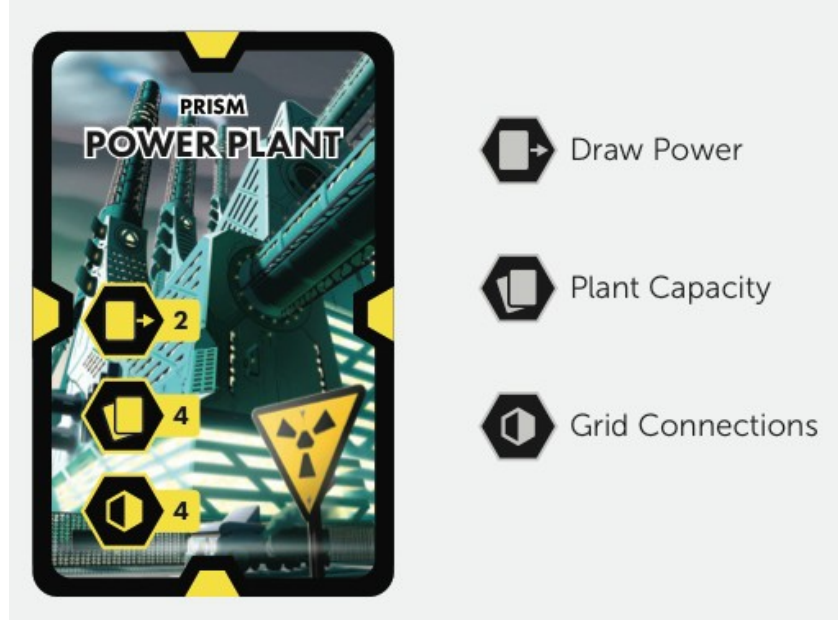 PRISM
POWER PLANT
2
4
4
Draw Power
Plant Capacity
Grid Connections